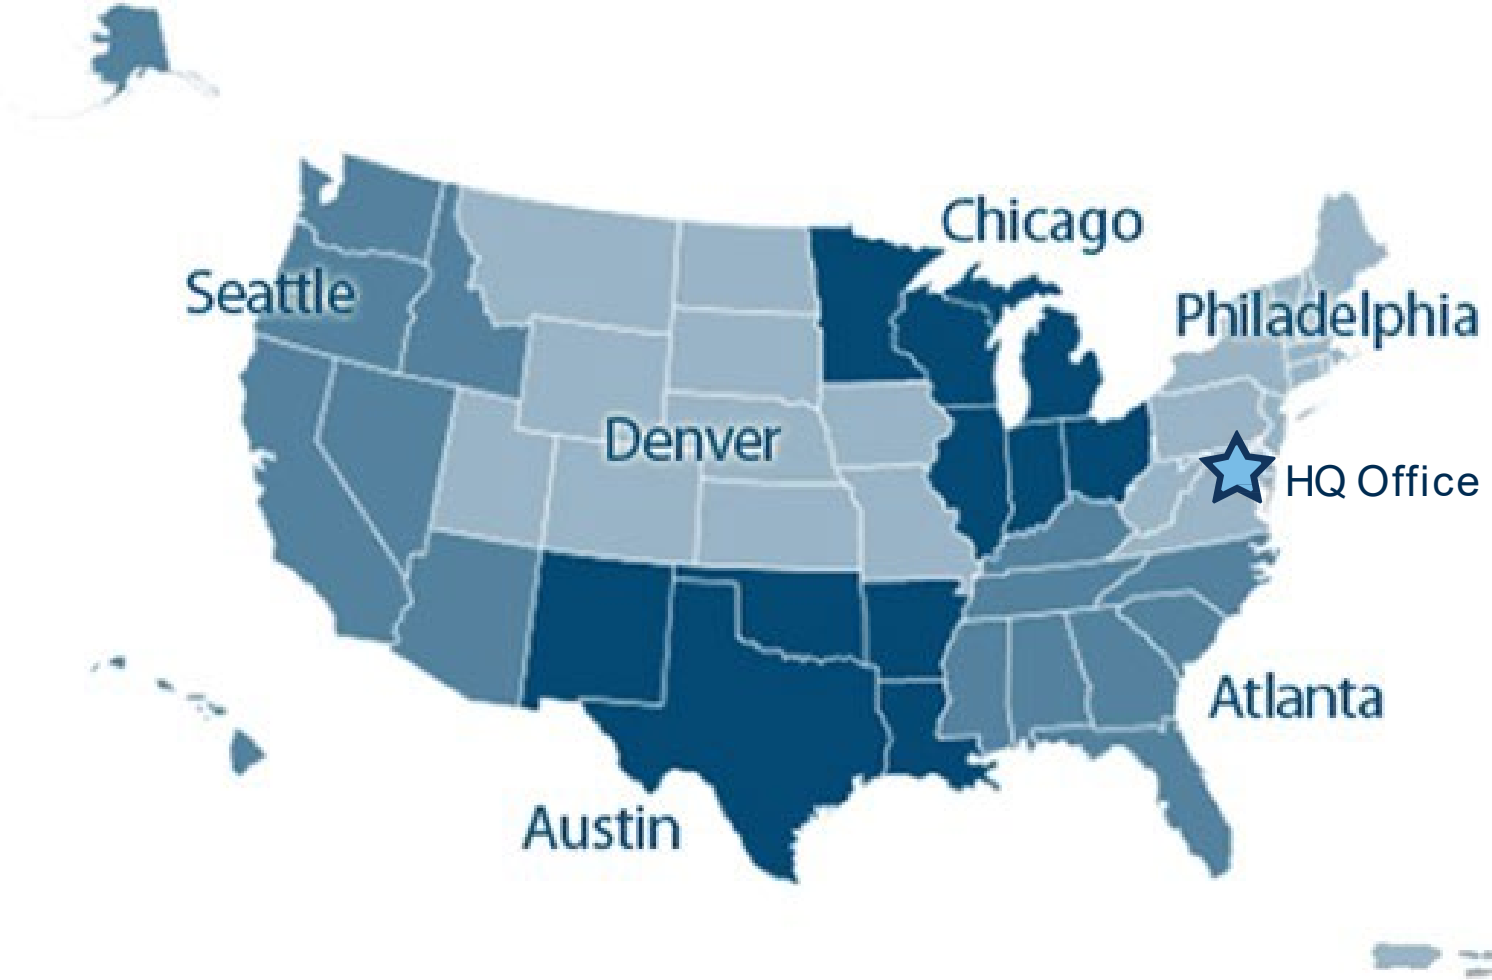 Chicago
Seattle
Philadelphia
Denver
HQ Office
Atlanta
Austin